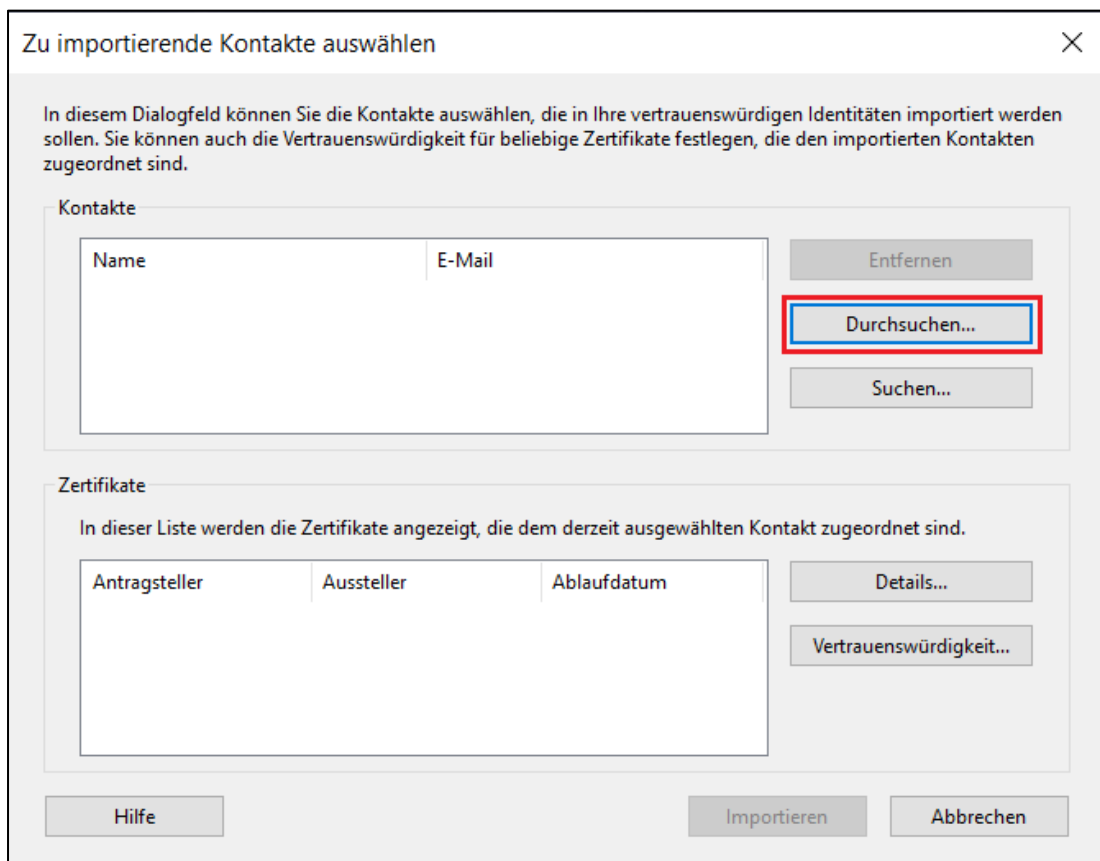 Zu importierende Kontakte auswählen
In diesem Dialogfeld können Sie die Kontakte auswählen, die in Ihre vertrauenswürdigen Identitäten importiert werden
sollen. Sie können auch die Vertrauenswürdigkeit für beliebige Zertifikate festlegen, die den importierten Kontakten
zugeordnet sind.
Kontakte
Name E-Mail
Entfernen
Durchsuchen...
Suchen...
Zertifikate
In dieser Liste werden die Zertifikate angezeigt, die dem derzeit ausgewählten Kontakt zugeordnet sind.
Antragsteller Aussteller Ablaufdatum
Details...
Vertrauenswürdigkeit...
Hilfe Importieren Abbrechen